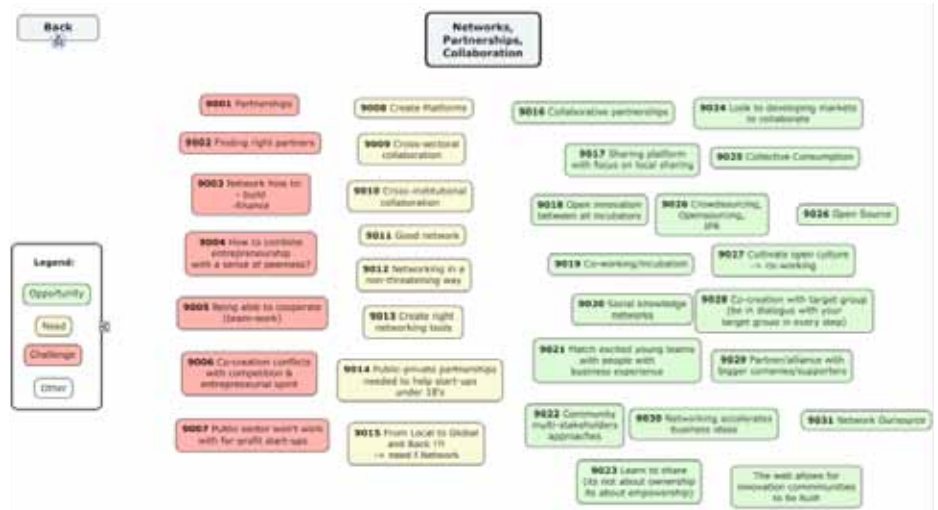 Back
Networks,
Partnerships,
Collaboration
9001 Partnerships
9002 Finding right partners
9003 Network how to:
- build
-finance
9004 How to combine
entrepreneurship
with a sense of
9005 Being able to cooperate
(team-work)
9006 Co-creation conflicts
with competition &
entrepreneurial spirit
9007 Public sector won't work
with for-profit start-ups
9008 Create Platforms
9009 Cross-sectoral
collaboration
9010 Cross-institutional
collaboration
9011 Good network
9012 Networking in a
non-threatening way
9013 Create right
networking tools
9014 Public-private partnerships
needed to help start-ups
under 18's
9015 From Local to Global
and Back !!!
-> need f Network
9016 Collaborative partnerships
9017 Sharing platform
with focus on local sharing
9018 Open innovation
between all incubators
9019 Co-working/incubation
9020 Social knowledge
networks
9021 Match excited young teams
with people with
business experience
9022 Community
multi-stakeholders
approaches
9023 Learn to share
(its not about ownership
its about empowership)
9024 Look to developing markets
to collaborate
9025 Collective Consumption
9026 Crowdsourcing,
Opensourcing,
9026 Open Source
9027 Cultivate open culture
-> co-working
9028 Co-creation with target group
(be in dialogue with your
target group in every step)
9029 Partner/alliance with
bigger
9030 Networking accelerates
business ideas
9031 Network
The web allows for
innovation communities
to be built
Legend:
Opportunity
Need
Challenge
Other